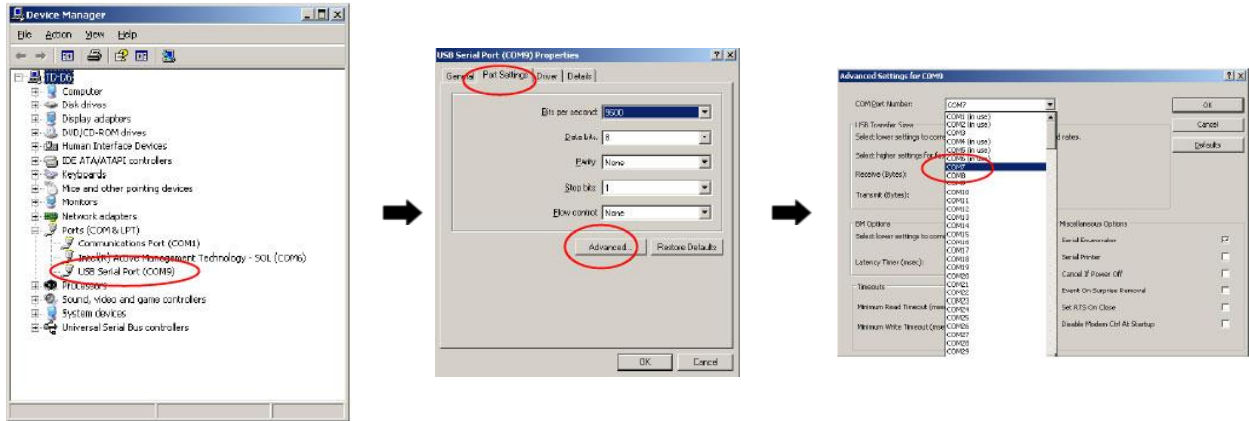 Device Manager
File Action View Help
TD-D6
Computer
Disk drives
Display adapters
DVD/CD-ROM drives
Human Interface Devices
IDE ATA/ATAPI controllers
Keyboards
Mice and other pointing devices
Monitors
Network adapters
Ports (COM & LPT)
Communications Port (COM1)
Intel(R) Active Management Technology - SOL (COM6)
USB Serial Port (COM9)
Processors
Sound, video and game controllers
System devices
Universal Serial Bus controllers
USB Serial Port (COM9) Properties
General Port Settings Driver Details
Bits per second: 9600
Data bits: 8
Parity: None
Stop bits: 1
Flow control: None
Advanced... Restore Defaults
OK Cancel
Advanced Settings for COM9
COM Port Number: COM7 OK
COM1 (in use)
USB Transfer Sizes COM2 (in use) Cancel
COM3
Select lower settings to corre COM4 (in use) d rates. Defaults
COM5 (in use)
Select higher settings for fas COM6 (in use)
COM7
Receive (Bytes): COM8
COM9
Transmit (Bytes): COM10
COM11
COM12
COM13
BM Options COM14 Miscellaneous Options
Select lower settings to corre COM15
COM16 Serial Enumerator
COM17
Latency Timer (msec): COM18 Serial Printer
COM19
COM20 Cancel If Power Off
COM21
Timeouts COM22 Event On Surprise Removal
COM23
Minimum Read Timeout (mse COM24 Set RTS On Close
COM25
Minimum Write Timeout (mse COM26 Disable Modem Ctrl At Startup
COM27
COM28
COM29